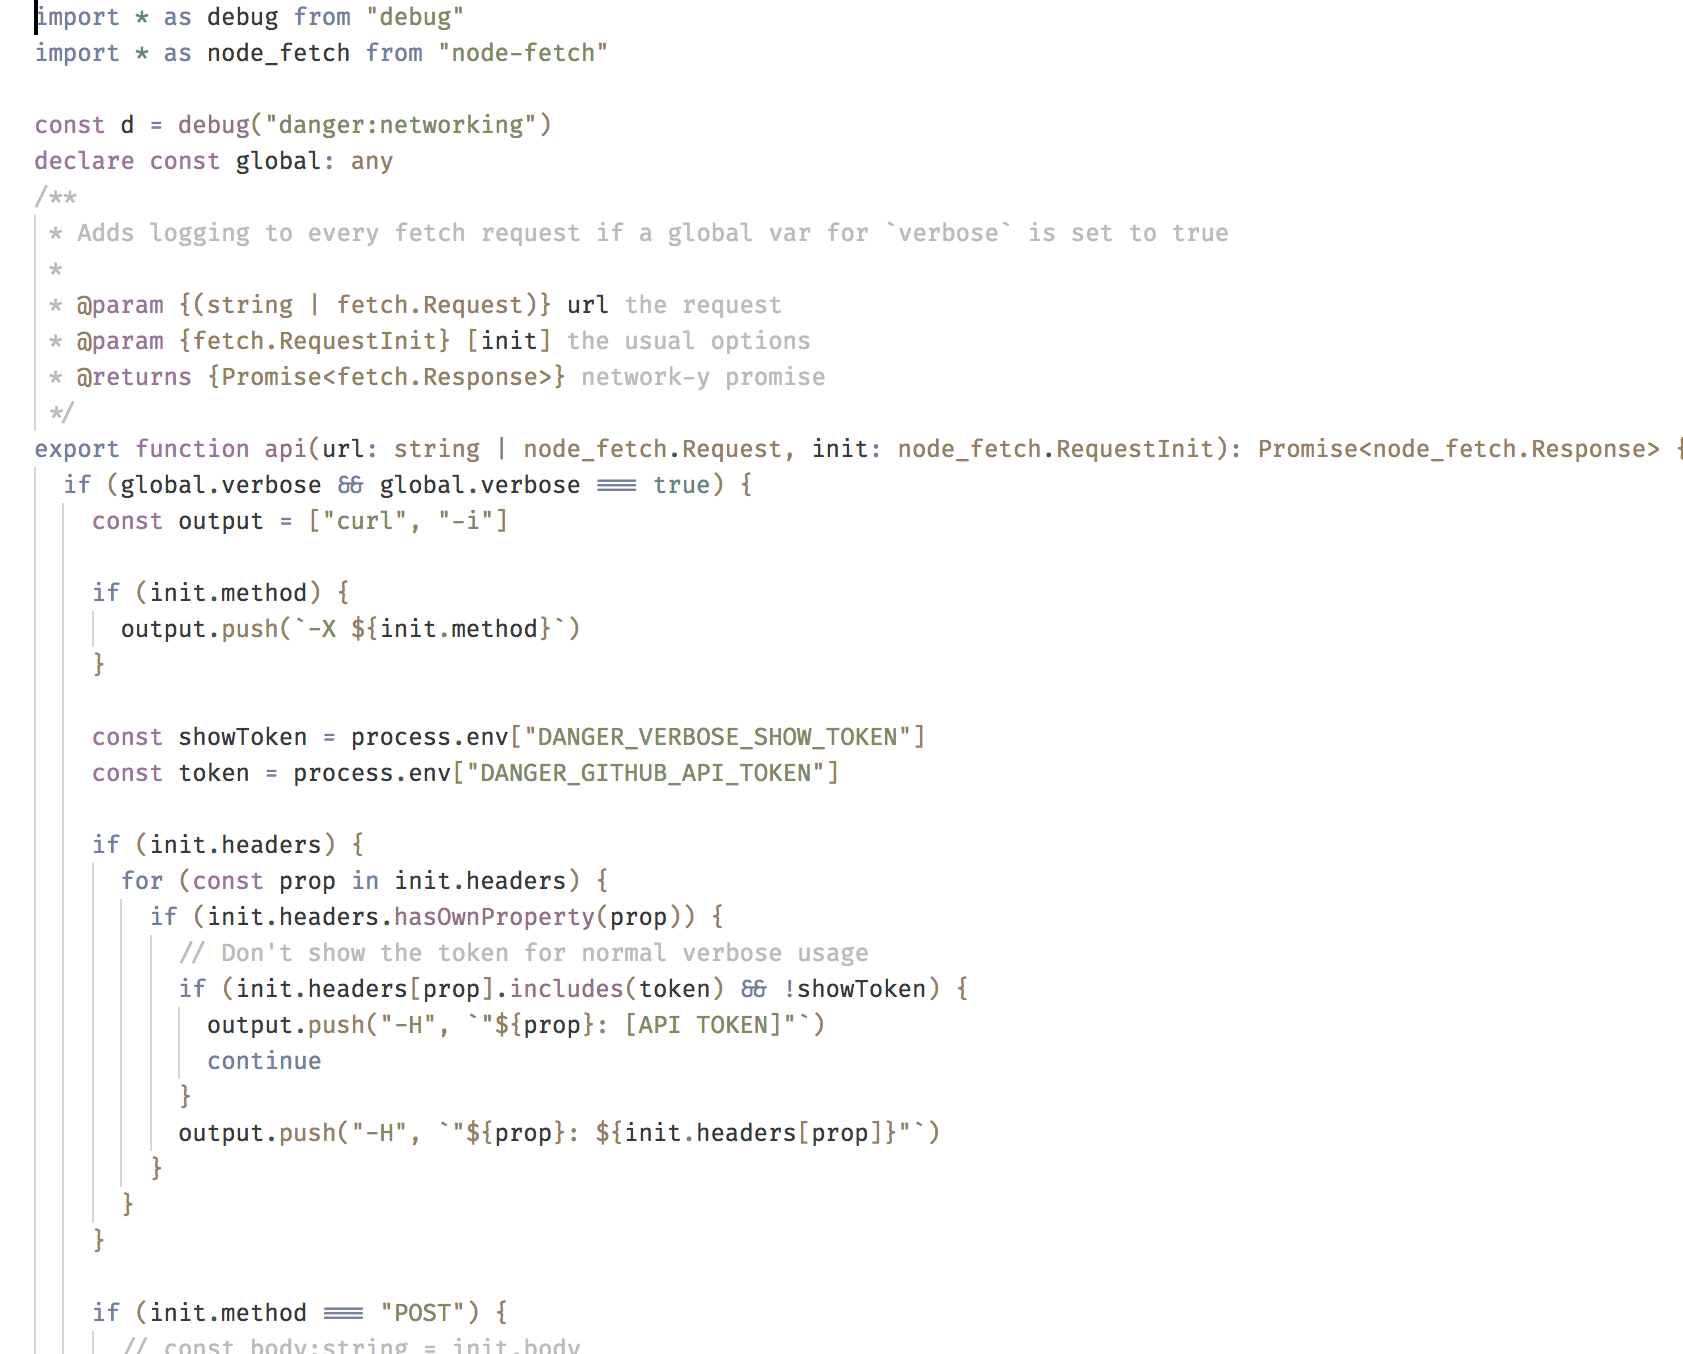 import * as debug from "debug"
import * as node_fetch from "node-fetch"

const d = debug("danger:networking")
declare const global: any
/**
 * Adds logging to every fetch request if a global var for `verbose` is set to true
 *
 * @param {(string | fetch.Request)} url the request
 * @param {fetch.RequestInit} [init] the usual options
 * @returns {Promise<fetch.Response>} network-y promise
 */
export function api(url: string | node_fetch.Request, init: node_fetch.RequestInit): Promise<node_fetch.Response> {
  if (global.verbose && global.verbose === true) {
    const output = ["curl", "-i"]

    if (init.method) {
      output.push(`-X ${init.method}`)
    }

    const showToken = process.env["DANGER_VERBOSE_SHOW_TOKEN"]
    const token = process.env["DANGER_GITHUB_API_TOKEN"]

    if (init.headers) {
      for (const prop in init.headers) {
        if (init.headers.hasOwnProperty(prop)) {
          // Don't show the token for normal verbose usage
          if (init.headers[prop].includes(token) && !showToken) {
            output.push("-H", `"${prop}: [API TOKEN]"`)
            continue
          }
          output.push("-H", `"${prop}: ${init.headers[prop]}"`)
        }
      }
    }

    if (init.method === "POST") {
      // const body:string = init.body